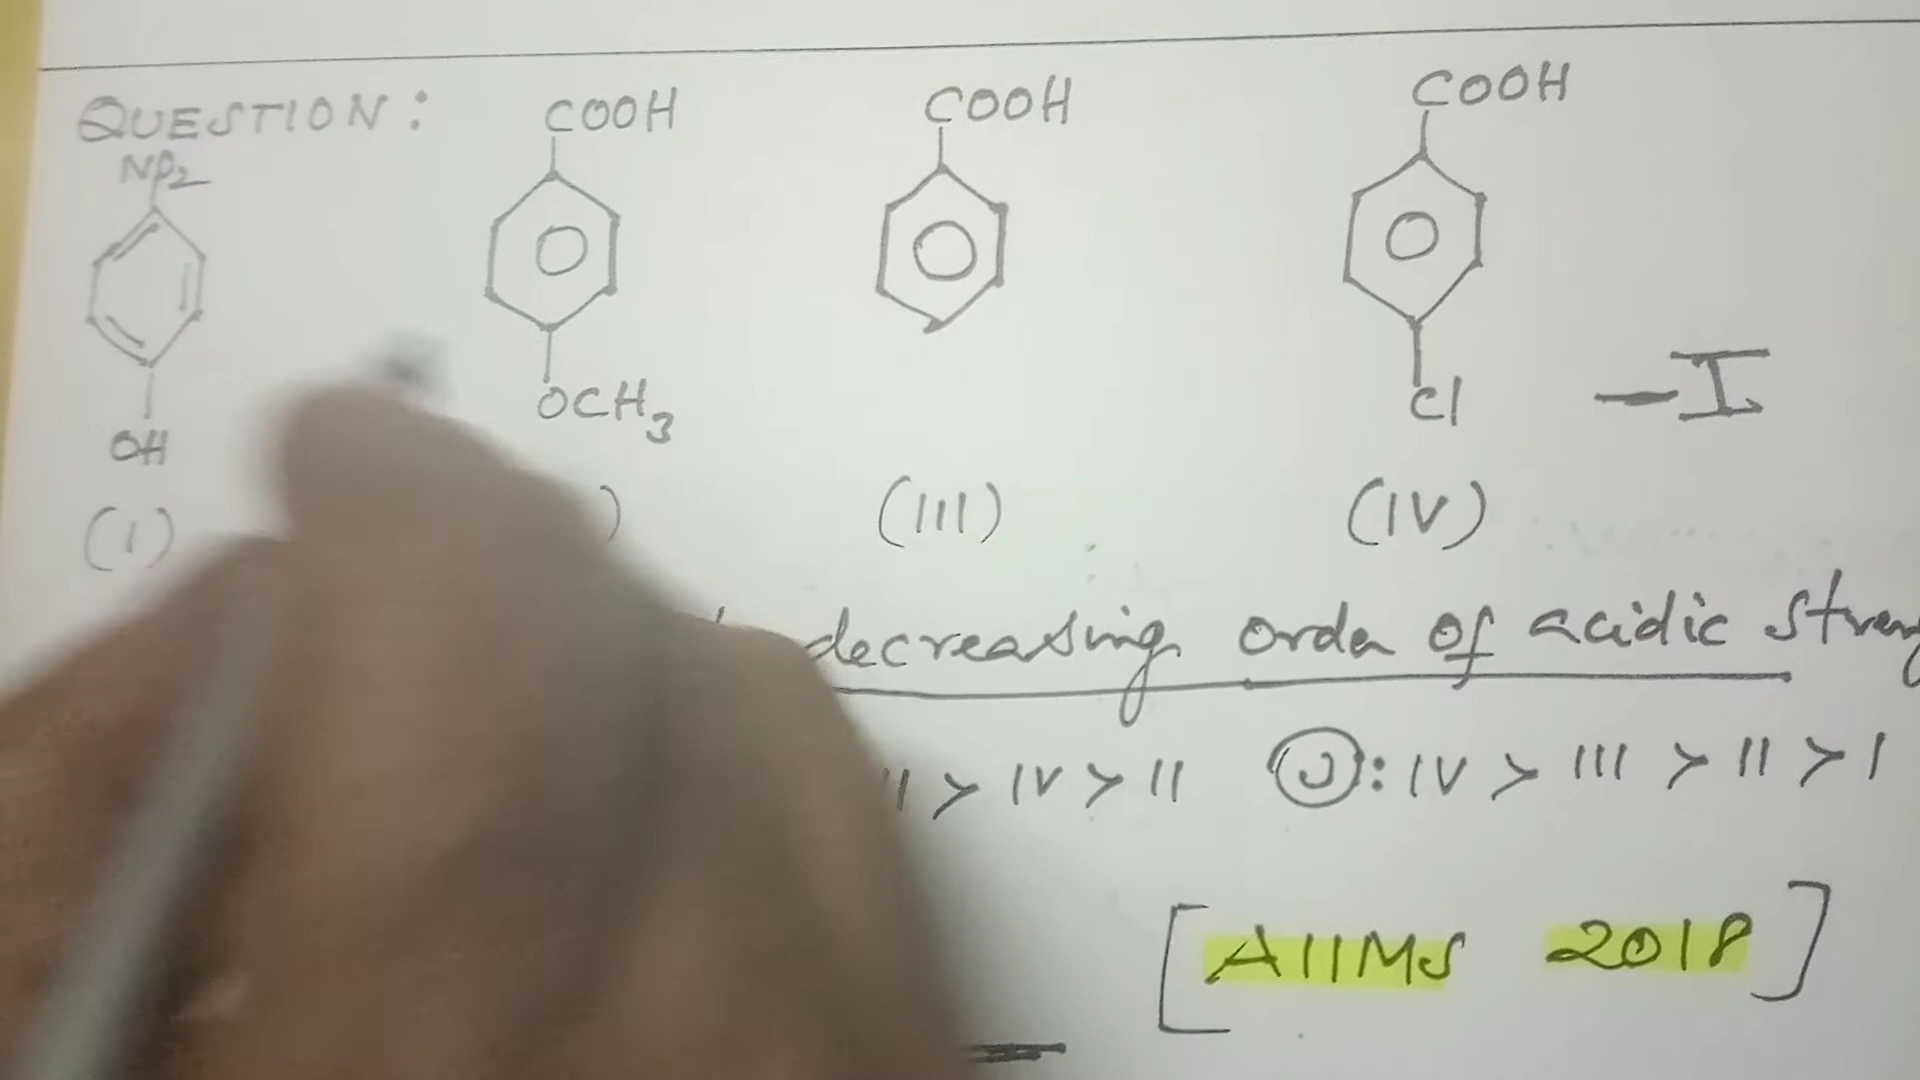 QUESTION:
NO2
COOH
COOH
COOH
OCH3
Cl
-I
OH
(I)
)
(III)
(IV)
decreasing order of acidic
> IV > II
: IV > III > II > I
[AIIMS 2018]